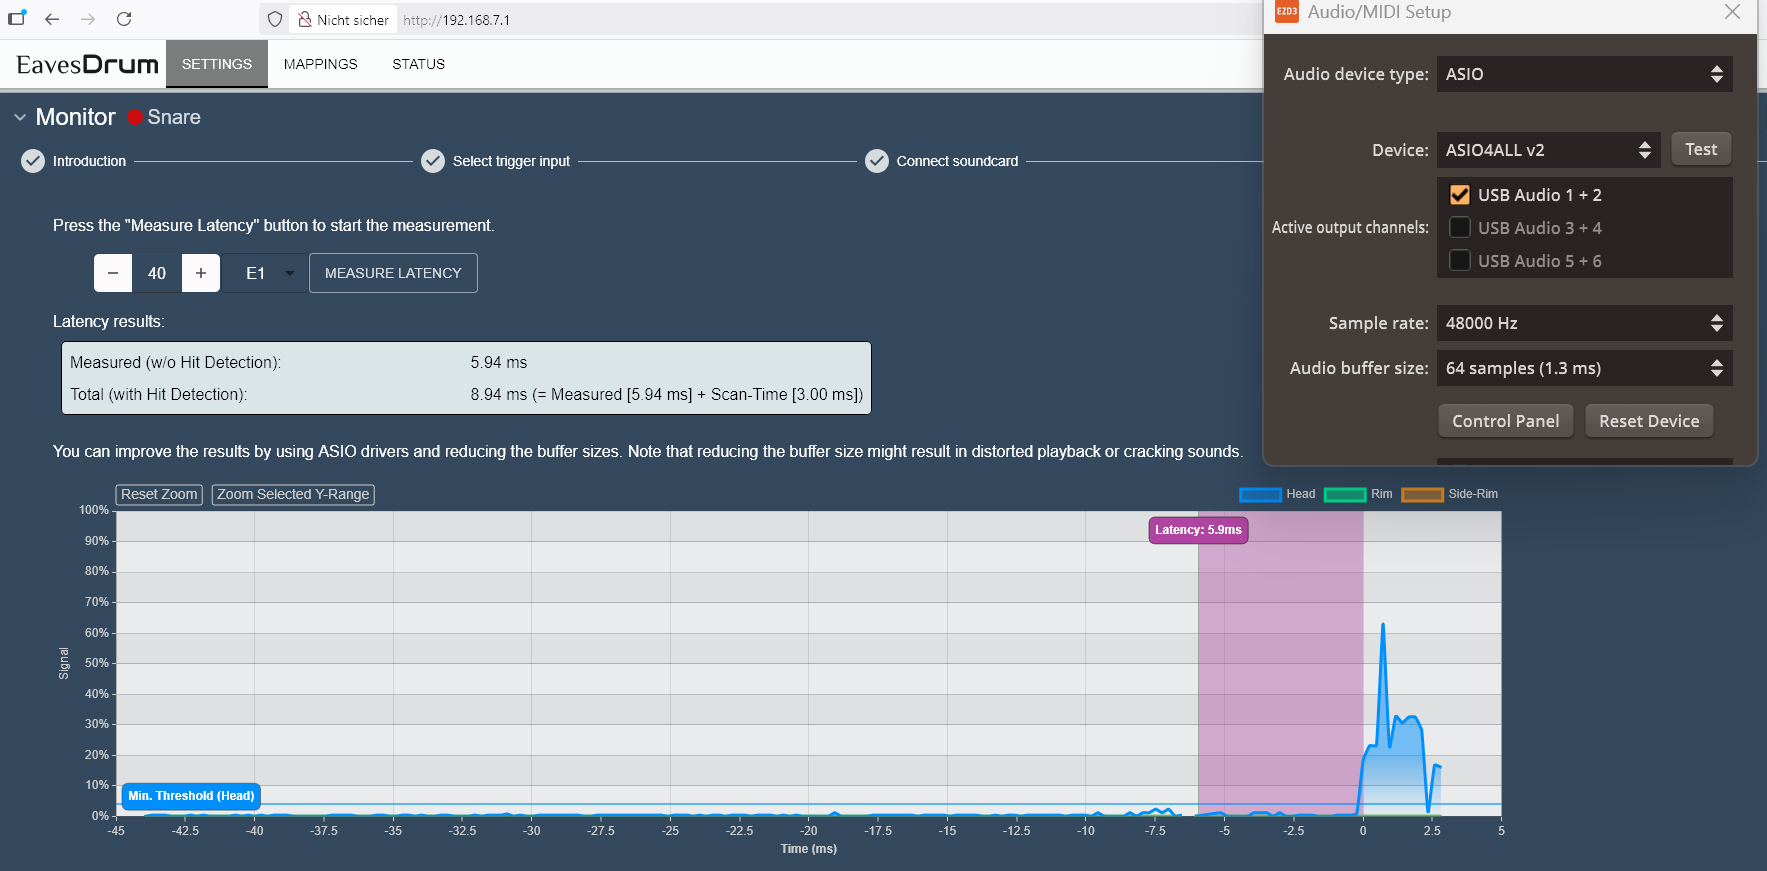 Nicht sicher
http://192.168.7.1
EavesDrum
SETTINGS
MAPPINGS
STATUS
Monitor
Snare
Introduction
Select trigger input
Connect soundcard
Press the "Measure Latency" button to start the measurement.
−
40
+
E1
MEASURE LATENCY
Latency results:
Measured (w/o Hit Detection): 5.94 ms
Total (with Hit Detection): 8.94 ms (= Measured [5.94 ms] + Scan-Time [3.00 ms])
You can improve the results by using ASIO drivers and reducing the buffer sizes. Note that reducing the buffer size might result in distorted playback or cracking sounds.
EZD3
Audio/MIDI Setup
Audio device type: ASIO
Device: ASIO4ALL v2
Test
Active output channels:
USB Audio 1 + 2
USB Audio 3 + 4
USB Audio 5 + 6
Sample rate: 48000 Hz
Audio buffer size: 64 samples (1.3 ms)
Control Panel
Reset Device
Reset Zoom
Zoom Selected Y-Range
Head
Rim
Side-Rim
Latency: 5.9ms
100%
90%
80%
70%
60%
50%
40%
30%
20%
10%
0%
Signal
Min. Threshold (Head)
-45 -42.5 -40 -37.5 -35 -32.5 -30 -27.5 -25 -22.5 -20 -17.5 -15 -12.5 -10 -7.5 -5 -2.5 0 2.5 5
Time (ms)